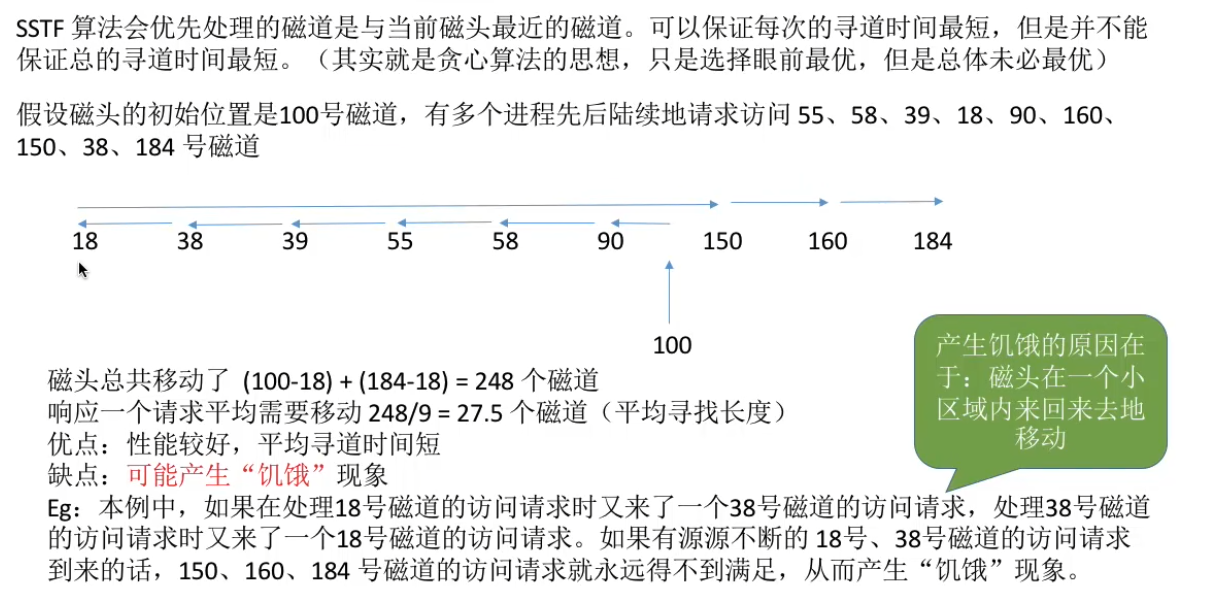 SSTF 算法会优先处理的磁道是与当前磁头最近的磁道。可以保证每次的寻道时间最短，但是并不能
保证总的寻道时间最短。（其实就是贪心算法的思想，只是选择眼前最优，但是总体未必最优）
假设磁头的初始位置是100号磁道，有多个进程先后陆续地请求访问 55、58、39、18、90、160、
150、38、184 号磁道
18 38 39 55 58 90 150 160 184
100
磁头总共移动了 (100-18) + (184-18) = 248 个磁道
响应一个请求平均需要移动 248/9 = 27.5 个磁道（平均寻找长度）
优点：性能较好，平均寻道时间短
缺点：可能产生“饥饿”现象
产生饥饿的原因在
于：磁头在一个小
区域内来回来去地
移动
Eg：本例中，如果在处理18号磁道的访问请求时又来了一个38号磁道的访问请求，处理38号磁道
的访问请求时又来了一个18号磁道的访问请求。如果有源源不断的 18号、38号磁道的访问请求
到来的话，150、160、184 号磁道的访问请求就永远得不到满足，从而产生“饥饿”现象。